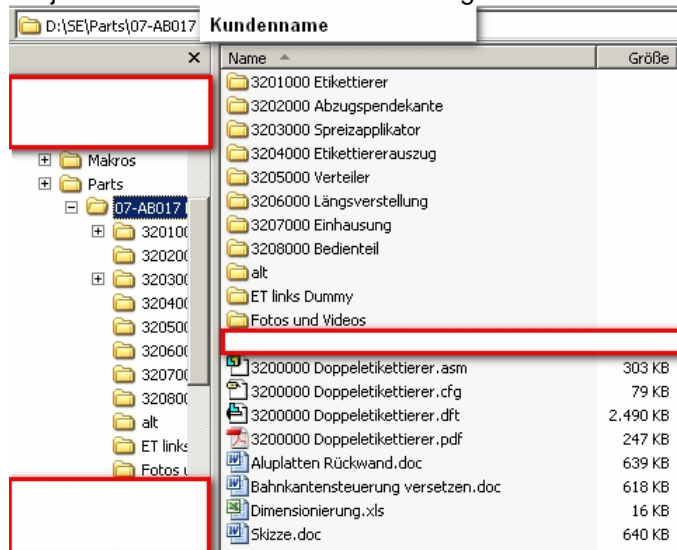 D:\SE\Parts\07-AB017
Kundenname
Name
Größe
Makros
Parts
07-AB017
320100
320200
320300
320400
320500
320600
320700
320800
alt
ET links
Fotos
3201000 Etikettierer
3202000 Abzugspendekante
3203000 Spreizapplikator
3204000 Etikettiererauszug
3205000 Verteiler
3206000 Längsverstellung
3207000 Einhausung
3208000 Bedienteil
alt
ET links Dummy
Fotos und Videos
3200000 Doppeletikettierer.asm 303 KB
3200000 Doppeletikettierer.cfg 79 KB
3200000 Doppeletikettierer.dft 2.490 KB
3200000 Doppeletikettierer.pdf 247 KB
Aluplatten Rückwand.doc 639 KB
Bahnkantensteuerung versetzen.doc 618 KB
Dimensionierung.xls 16 KB
Skizze.doc 640 KB